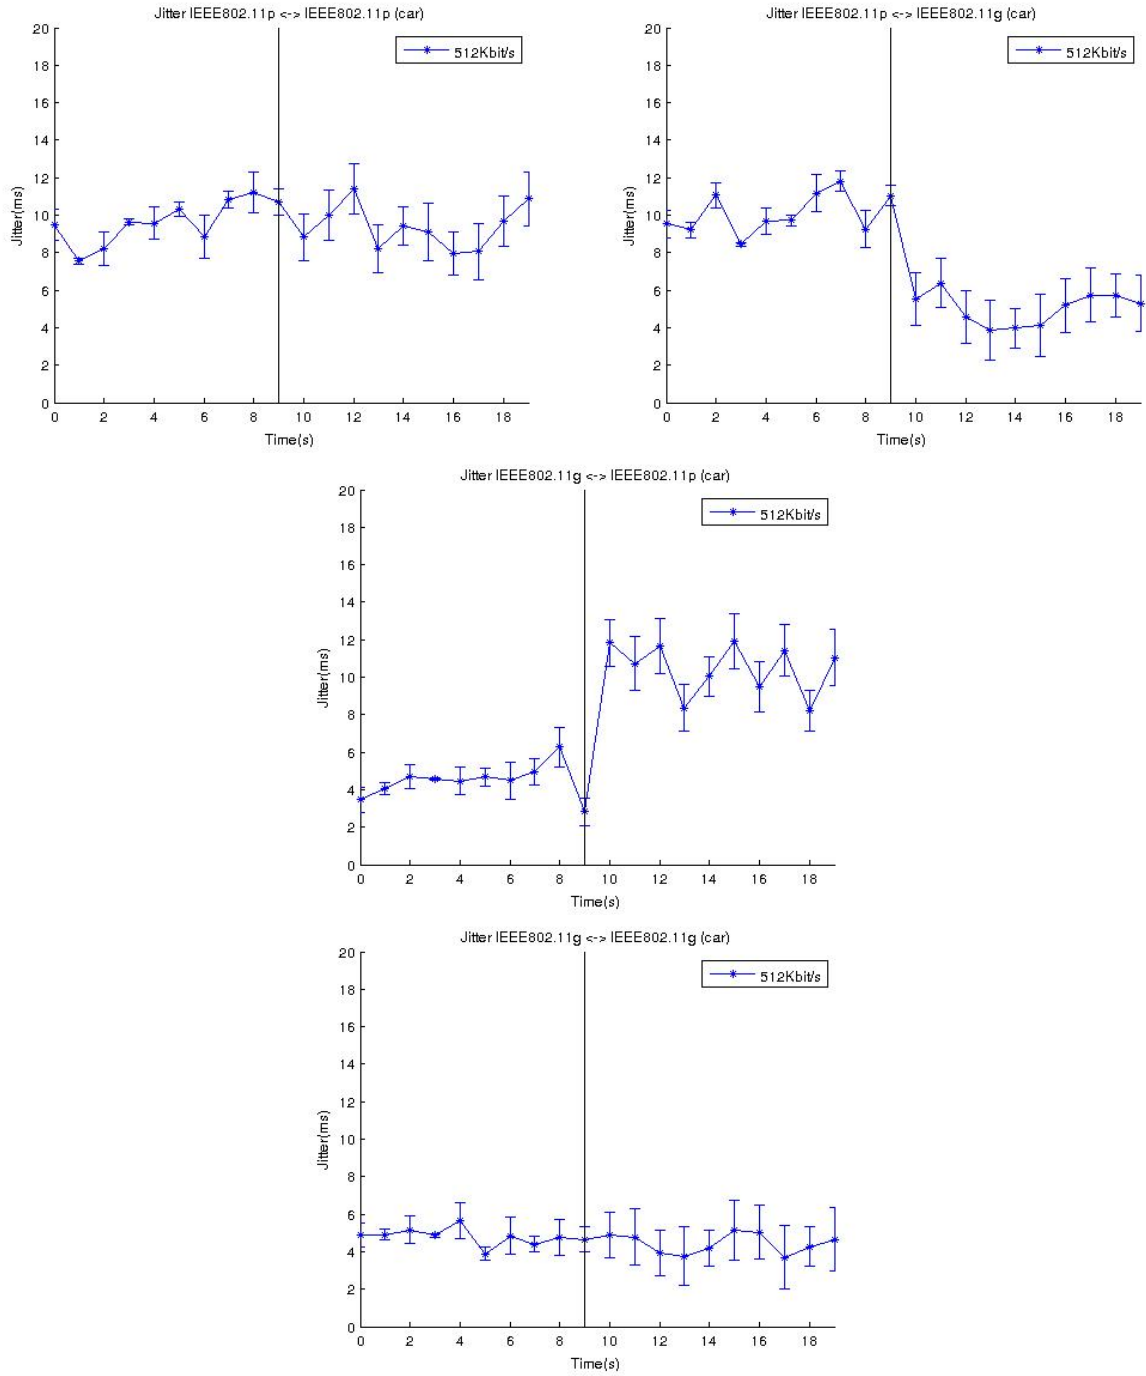 Jitter IEEE802.11p <-> IEEE802.11p (car)
20
18
16
14
12
10
8
6
4
2
0
Jitter(ms)
512Kbit/s
0 2 4 6 8 10 12 14 16 18
Time(s)
Jitter IEEE802.11p <-> IEEE802.11g (car)
20
18
16
14
12
10
8
6
4
2
0
Jitter(ms)
512Kbit/s
0 2 4 6 8 10 12 14 16 18
Time(s)
Jitter IEEE802.11g <-> IEEE802.11p (car)
20
18
16
14
12
10
8
6
4
2
0
Jitter(ms)
512Kbit/s
0 2 4 6 8 10 12 14 16 18
Time(s)
Jitter IEEE802.11g <-> IEEE802.11g (car)
20
18
16
14
12
10
8
6
4
2
0
Jitter(ms)
512Kbit/s
0 2 4 6 8 10 12 14 16 18
Time(s)